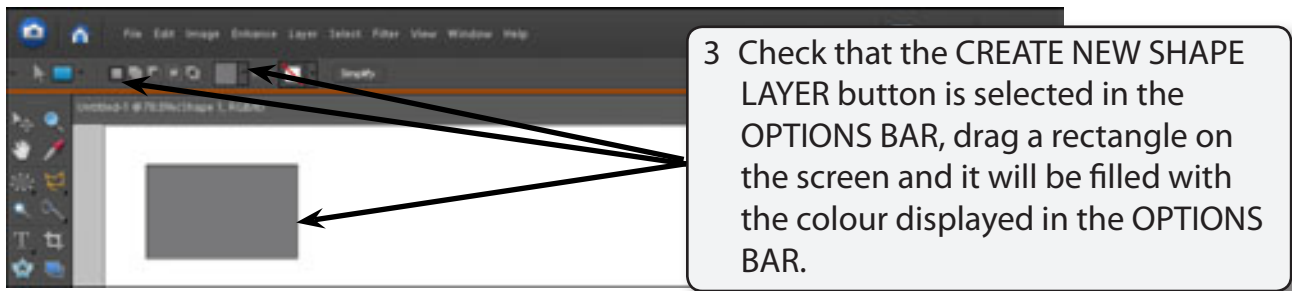 File Edit Image Enhance Layer Select Filter View Window Help
Simplify
3 Check that the CREATE NEW SHAPE
LAYER button is selected in the
OPTIONS BAR, drag a rectangle on
the screen and it will be filled with
the colour displayed in the OPTIONS
BAR.
T